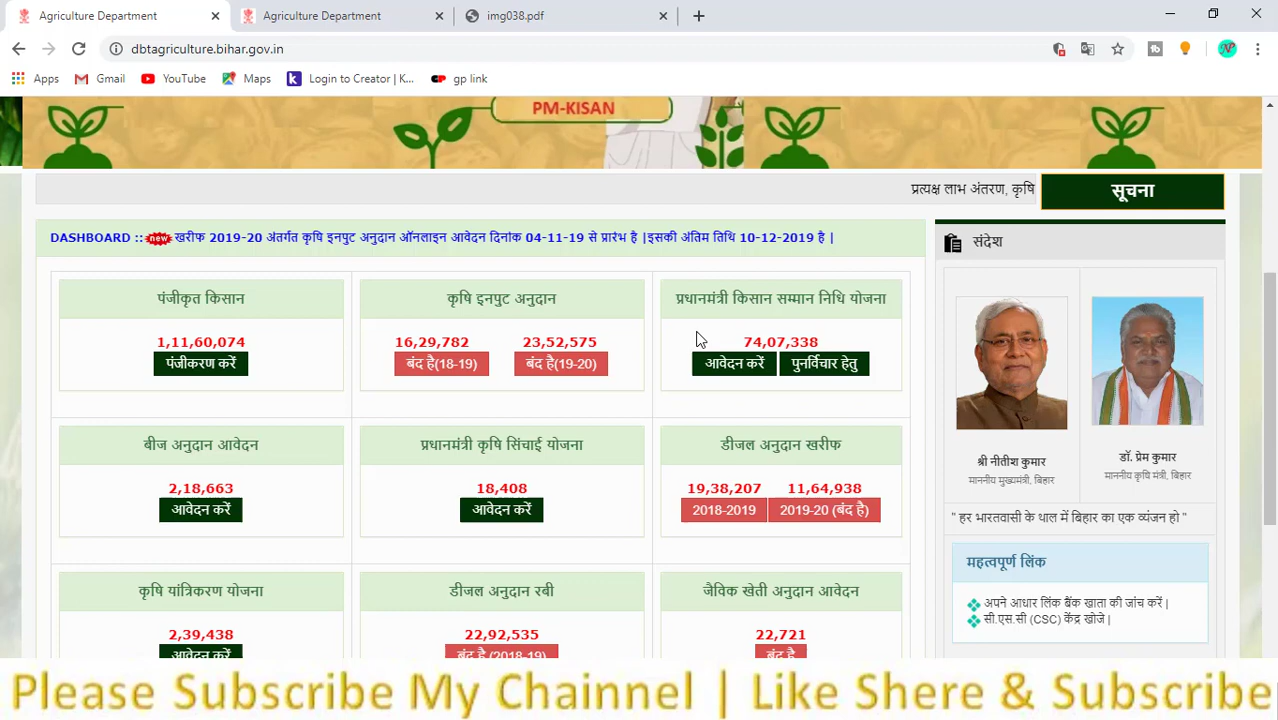 Agriculture Department
Agriculture Department
img038.pdf
dbtagriculture.bihar.gov.in
Apps Gmail YouTube Maps Login to Creator | K... gp link
PM-KISAN
प्रत्यक्ष लाभ अंतरण, कृषि
सूचना
DASHBOARD :: new खरीफ 2019-20 अंतर्गत कृषि इनपुट अनुदान ऑनलाइन आवेदन दिनांक 04-11-19 से प्रारंभ है |इसकी अंतिम तिथि 10-12-2019 है |
संदेश
पंजीकृत किसान कृषि इनपुट अनुदान प्रधानमंत्री किसान सम्मान निधि योजना
1,11,60,074 16,29,782 23,52,575 74,07,338
पंजीकरण करें बंद है(18-19) बंद है(19-20) आवेदन करें पुनर्विचार हेतु
बीज अनुदान आवेदन प्रधानमंत्री कृषि सिंचाई योजना डीजल अनुदान खरीफ
श्री नीतीश कुमार
माननीय मुख्यमंत्री, बिहार
डॉ. प्रेम कुमार
माननीय कृषि मंत्री, बिहार
2,18,663 18,408 19,38,207 11,64,938
आवेदन करें आवेदन करें 2018-2019 2019-20 (बंद है)
" हर भारतवासी के थाल में बिहार का एक व्यंजन हो "
महत्वपूर्ण लिंक
अपने आधार लिंक बैंक खाता की जांच करें |
सी.एस.सी (CSC) केंद्र खोजे |
कृषि यांत्रिकरण योजना डीजल अनुदान रबी जैविक खेती अनुदान आवेदन
2,39,438 22,92,535 22,721
आवेदन करें बंद है (2018-19) बंद है
Please Subscribe My Chainnel | Like Shere & Subscribe